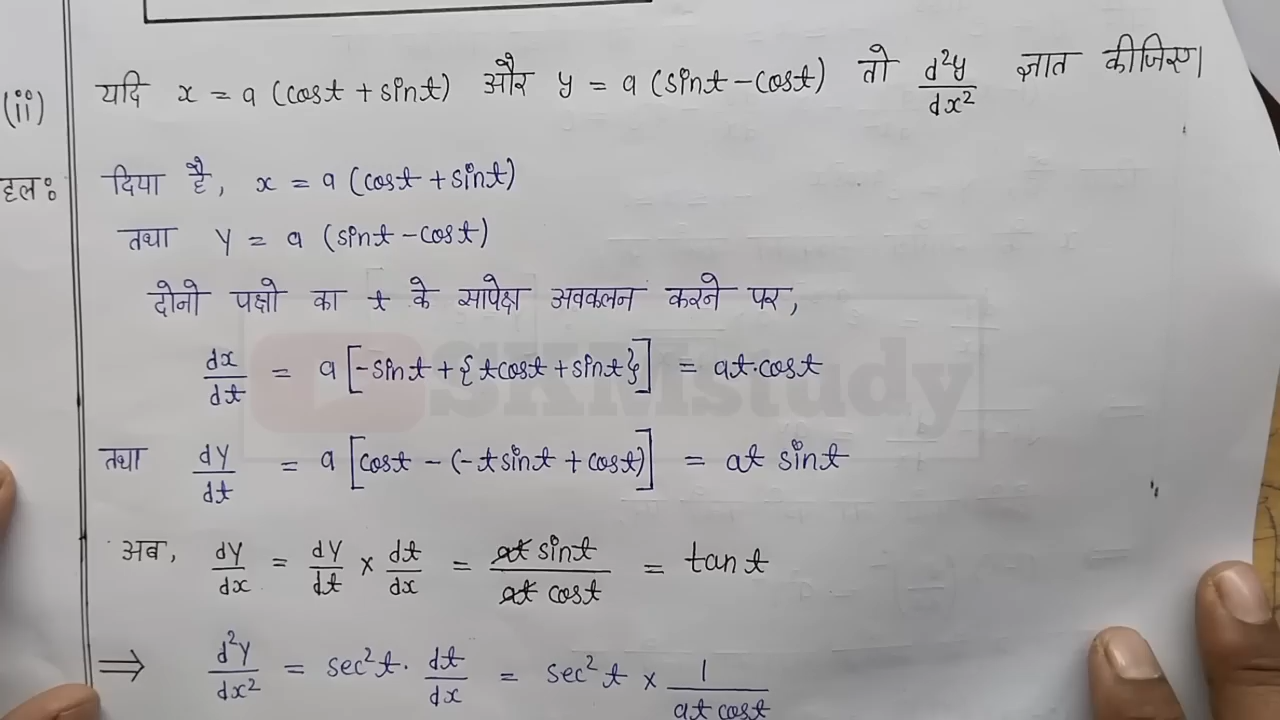 (ii) यदि x = a (cost + sint) और y = a (sint - cost) तो d²y/dx² ज्ञात कीजिए।
हलः दिया है, x = a (cost + sint)
तथा y = a (sint - cost)
दोनो पक्षो का t के सापेक्ष अवकलन करने पर,
dx/dt = a [-sint + {tcost + sint}] = at·cost
SKMstudy
तथा dy/dt = a [cost - (-tsint + cost)] = at sint
अब, dy/dx = dy/dt × dt/dx = at sint/at cost = tant
⇒ d²y/dx² = sec²t · dt/dx = sec²t × 1/at cost